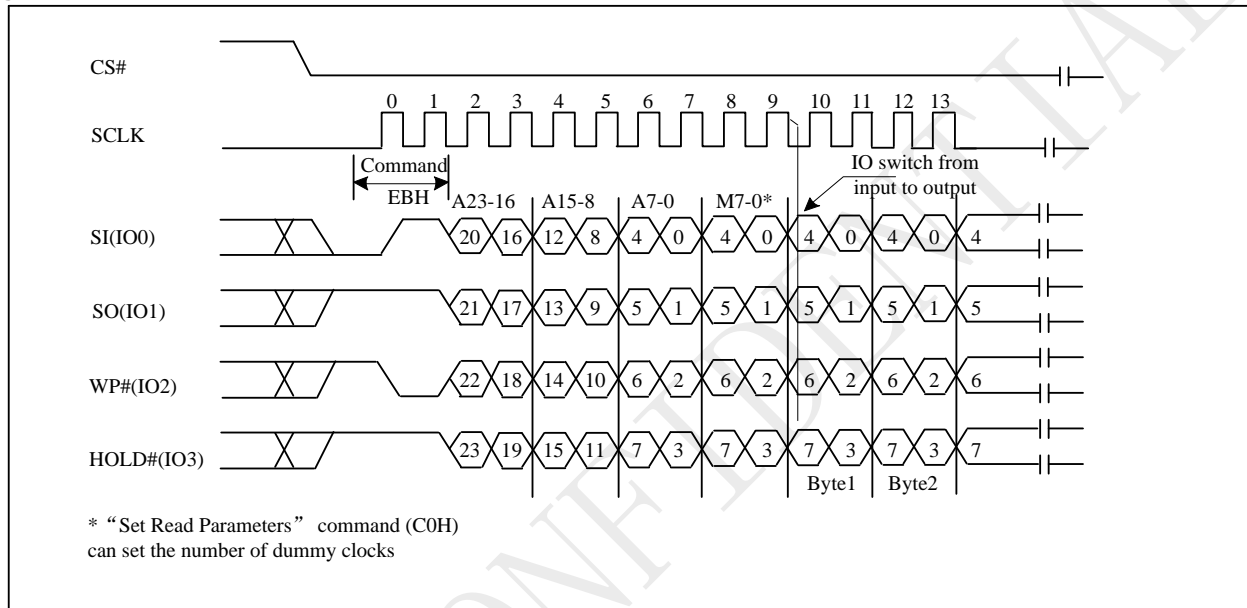 CS#
0 1 2 3 4 5 6 7 8 9 10 11 12 13
SCLK
Command
IO switch from
input to output
EBH
A23-16 A15-8 A7-0 M7-0*
SI(IO0) 20 16 12 8 4 0 4 0 4 0 4 0 4
SO(IO1) 21 17 13 9 5 1 5 1 5 1 5 1 5
WP#(IO2) 22 18 14 10 6 2 6 2 6 2 6 2 6
HOLD#(IO3) 23 19 15 11 7 3 7 3 7 3 7 3 7
Byte1 Byte2
* “Set Read Parameters” command (C0H)
can set the number of dummy clocks